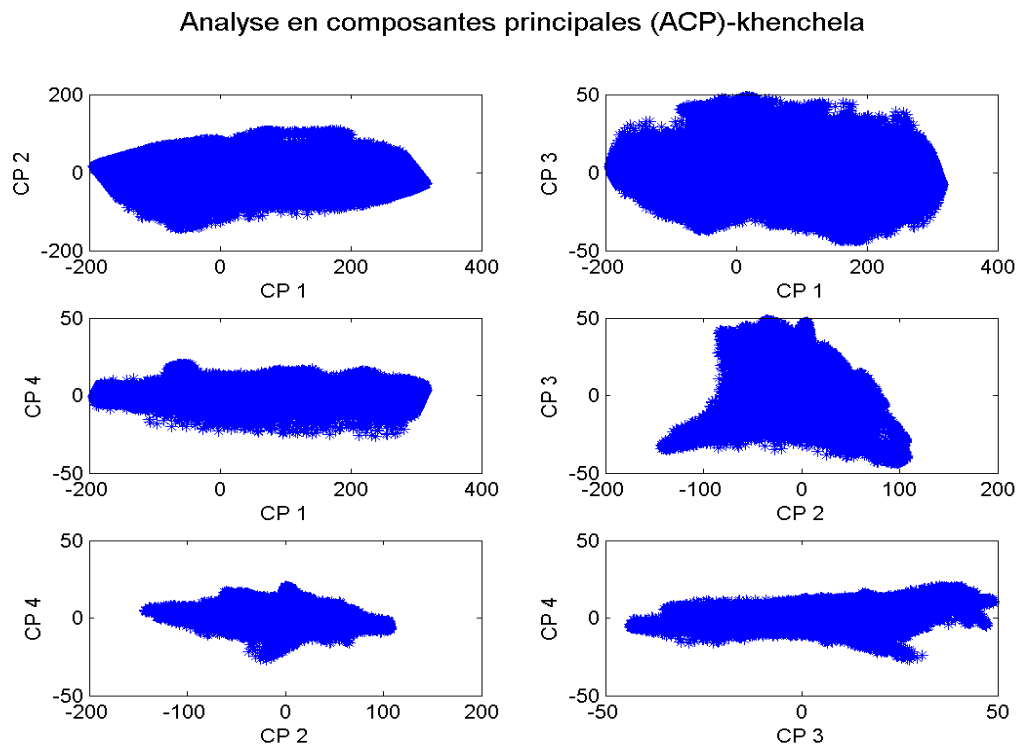 Analyse en composantes principales (ACP)-khenchela
200
0
-200
CP 2
-200 0 200 400
CP 1
50
0
-50
CP 3
-200 0 200 400
CP 1
50
0
-50
CP 4
-200 0 200 400
CP 1
50
0
-50
CP 3
-200 -100 0 100 200
CP 2
50
0
-50
CP 4
-200 -100 0 100 200
CP 2
50
0
-50
CP 4
-50 0 50
CP 3